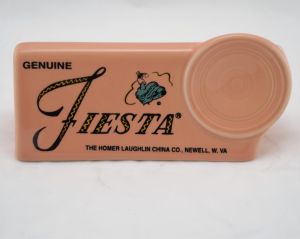 GENUINE
FIESTA®
THE HOMER LAUGHLIN CHINA CO., NEWELL, W. VA